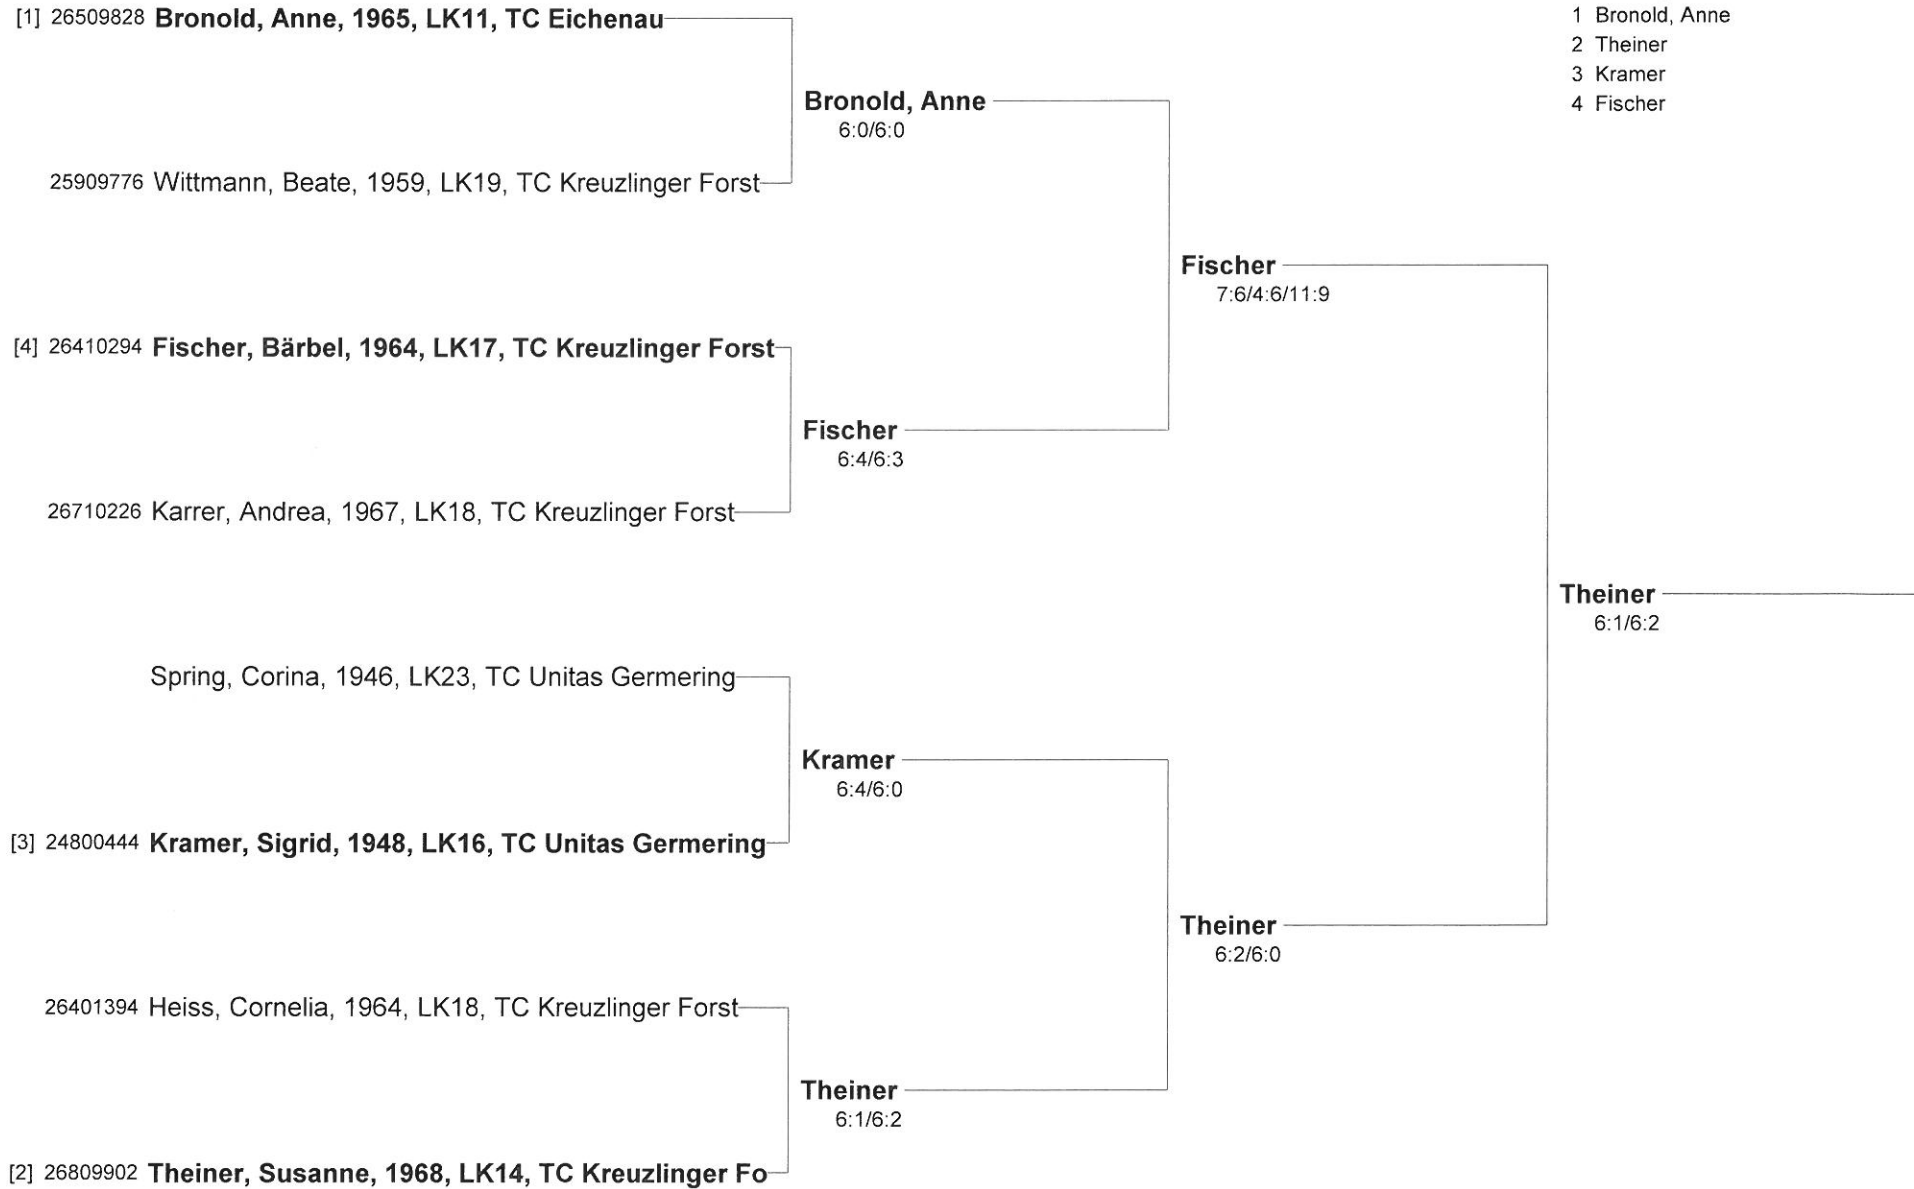 [1] 26509828 Bronold, Anne, 1965, LK11, TC Eichenau
1 Bronold, Anne
2 Theiner
3 Kramer
4 Fischer
Bronold, Anne
6:0/6:0
25909776 Wittmann, Beate, 1959, LK19, TC Kreuzlinger Forst
Fischer
7:6/4:6/11:9
[4] 26410294 Fischer, Bärbel, 1964, LK17, TC Kreuzlinger Forst
Fischer
6:4/6:3
26710226 Karrer, Andrea, 1967, LK18, TC Kreuzlinger Forst
Theiner
6:1/6:2
Spring, Corina, 1946, LK23, TC Unitas Germering
Kramer
6:4/6:0
[3] 24800444 Kramer, Sigrid, 1948, LK16, TC Unitas Germering
Theiner
6:2/6:0
26401394 Heiss, Cornelia, 1964, LK18, TC Kreuzlinger Forst
Theiner
6:1/6:2
[2] 26809902 Theiner, Susanne, 1968, LK14, TC Kreuzlinger Fo